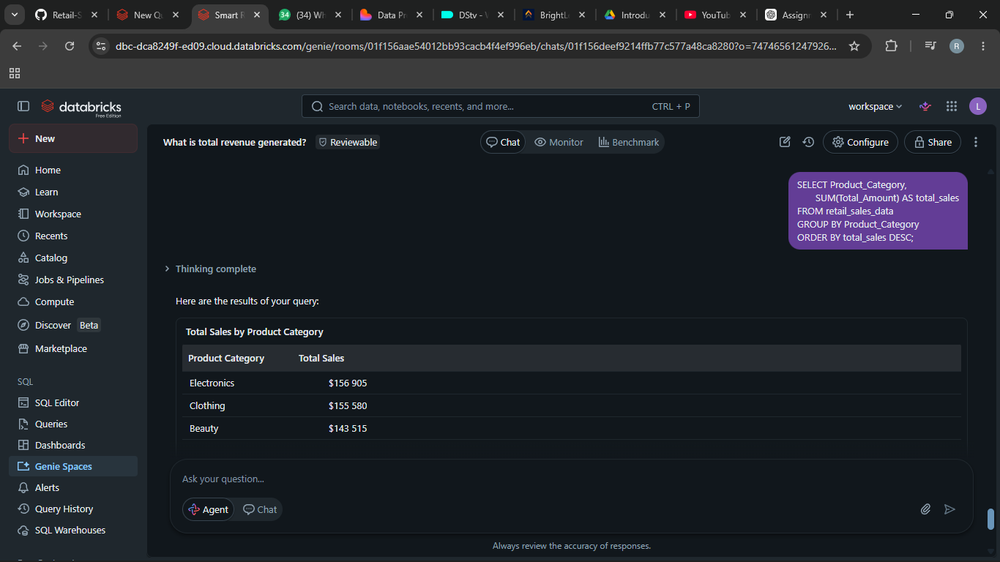 Retail-S
New Qu
Smart R
34
(34) Wh
Data Pr
DStv -
BrightL
Introdu
YouTub
Assignm
dbc-dca8249f-ed09.cloud.databricks.com/genie/rooms/01f156aae54012bb93cacb4f4ef996eb/chats/01f156deef9214ffb77c577a48ca8280?o=74746561247926...
R
databricks
Free Edition
Search data, notebooks, recents, and more...
CTRL + P
workspace
L
New
Home
Learn
Workspace
Recents
Catalog
Jobs & Pipelines
Compute
Discover Beta
Marketplace
SQL
SQL Editor
Queries
Dashboards
Genie Spaces
Alerts
Query History
SQL Warehouses
What is total revenue generated?
Reviewable
Chat
Monitor
Benchmark
Configure
Share
SELECT Product_Category,
SUM(Total_Amount) AS total_sales
FROM retail_sales_data
GROUP BY Product_Category
ORDER BY total_sales DESC;
Thinking complete
Here are the results of your query:
Total Sales by Product Category
Product Category Total Sales
Electronics $156 905
Clothing $155 580
Beauty $143 515
Ask your question...
Agent
Chat
Always review the accuracy of responses.